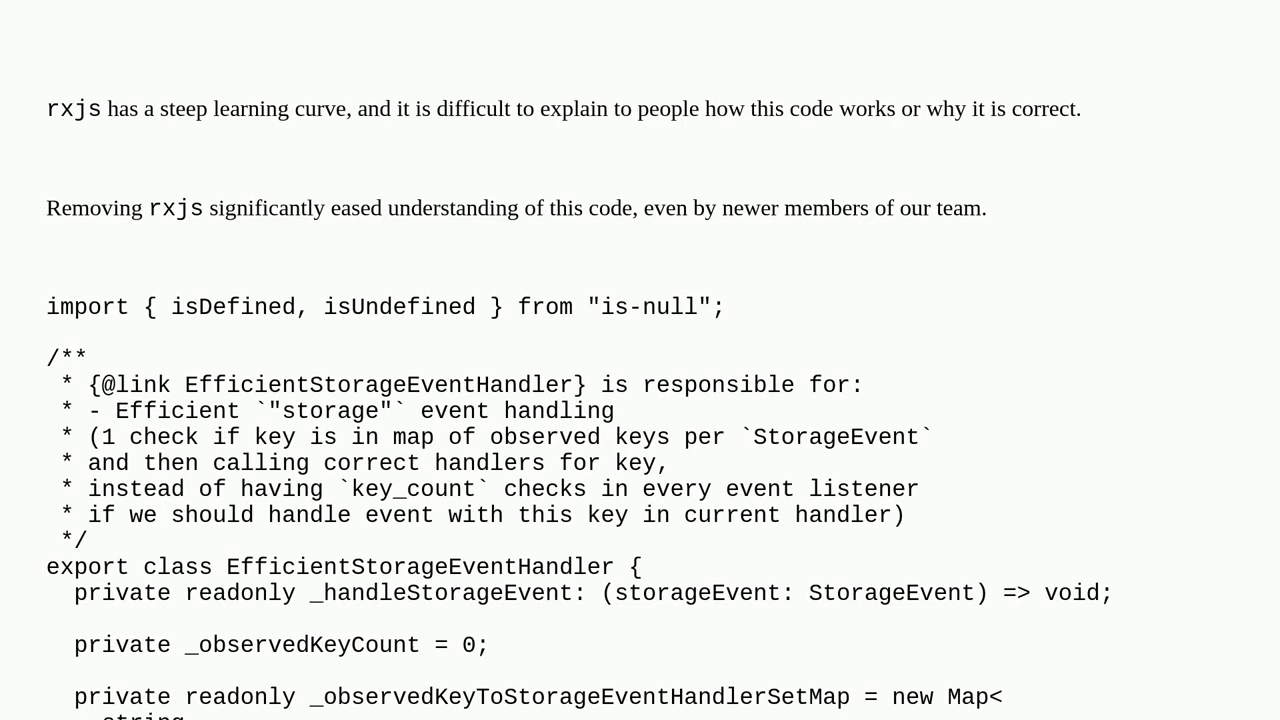 rxjs has a steep learning curve, and it is difficult to explain to people how this code works or why it is correct.
Removing rxjs significantly eased understanding of this code, even by newer members of our team.
import { isDefined, isUndefined } from "is-null";
/**
 * {@link EfficientStorageEventHandler} is responsible for:
 * - Efficient `"storage"` event handling
 * (1 check if key is in map of observed keys per `StorageEvent`
 * and then calling correct handlers for key,
 * instead of having `key_count` checks in every event listener
 * if we should handle event with this key in current handler)
 */
export class EfficientStorageEventHandler {
  private readonly _handleStorageEvent: (storageEvent: StorageEvent) => void;
  private _observedKeyCount = 0;
  private readonly _observedKeyToStorageEventHandlerSetMap = new Map<
    string